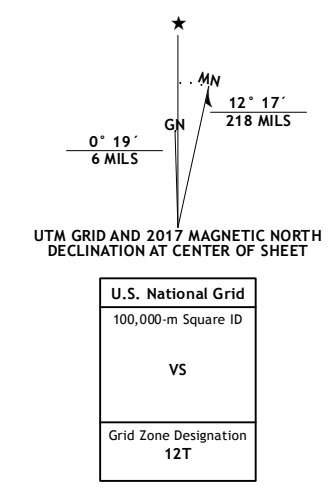 ★
MN
GN
12° 17´
218 MILS
0° 19´
6 MILS
UTM GRID AND 2017 MAGNETIC NORTH
DECLINATION AT CENTER OF SHEET
U.S. National Grid
100,000-m Square ID
VS
Grid Zone Designation
12T